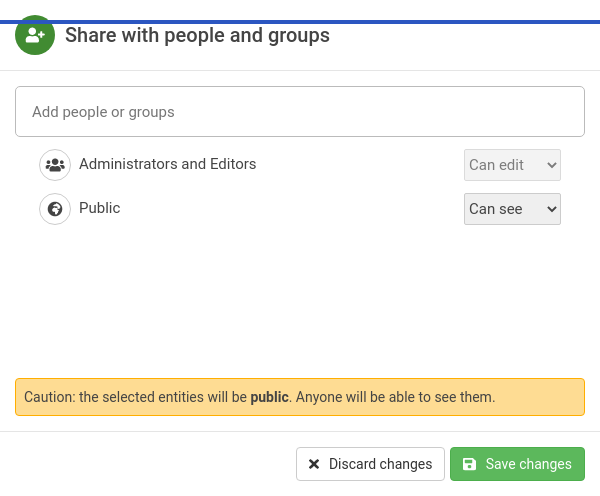 Share with people and groups
Add people or groups
Administrators and Editors Can edit
Public Can see
Caution: the selected entities will be public. Anyone will be able to see them.
Discard changes Save changes